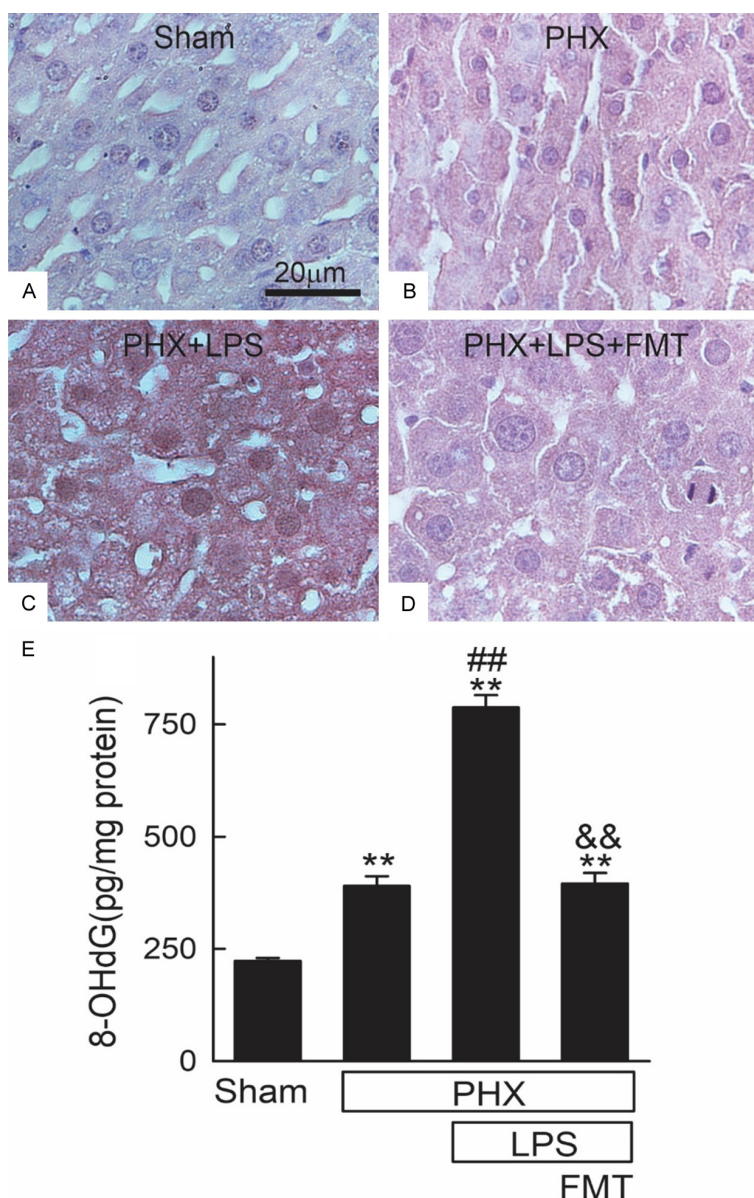 Sham
PHX
A
20μm
B
PHX+LPS
PHX+LPS+FMT
C
D
E
8-OHdG(pg/mg protein)
750
500
250
0
**
##
**
&&
**
Sham
PHX
LPS
FMT